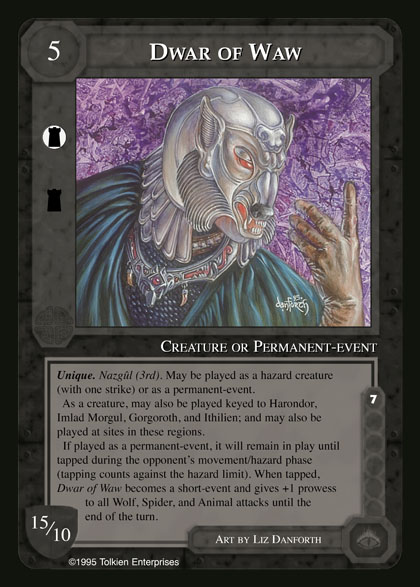 5
DWAR OF WAW
95.
danforth
CREATURE OR PERMANENT-EVENT
Unique. Nazgûl (3rd). May be played as a hazard creature
(with one strike) or as a permanent-event.
As a creature, may also be played keyed to Harondor,
Imlad Morgul, Gorgoroth, and Ithilien; and may also be
played at sites in these regions.
If played as a permanent-event, it will remain in play until
tapped during the opponent's movement/hazard phase
(tapping counts against the hazard limit). When tapped,
Dwar of Waw becomes a short-event and gives +1 prowess
to all Wolf, Spider, and Animal attacks until the
end of the turn.
7
15/10
ART BY LIZ DANFORTH
©1995 Tolkien Enterprises